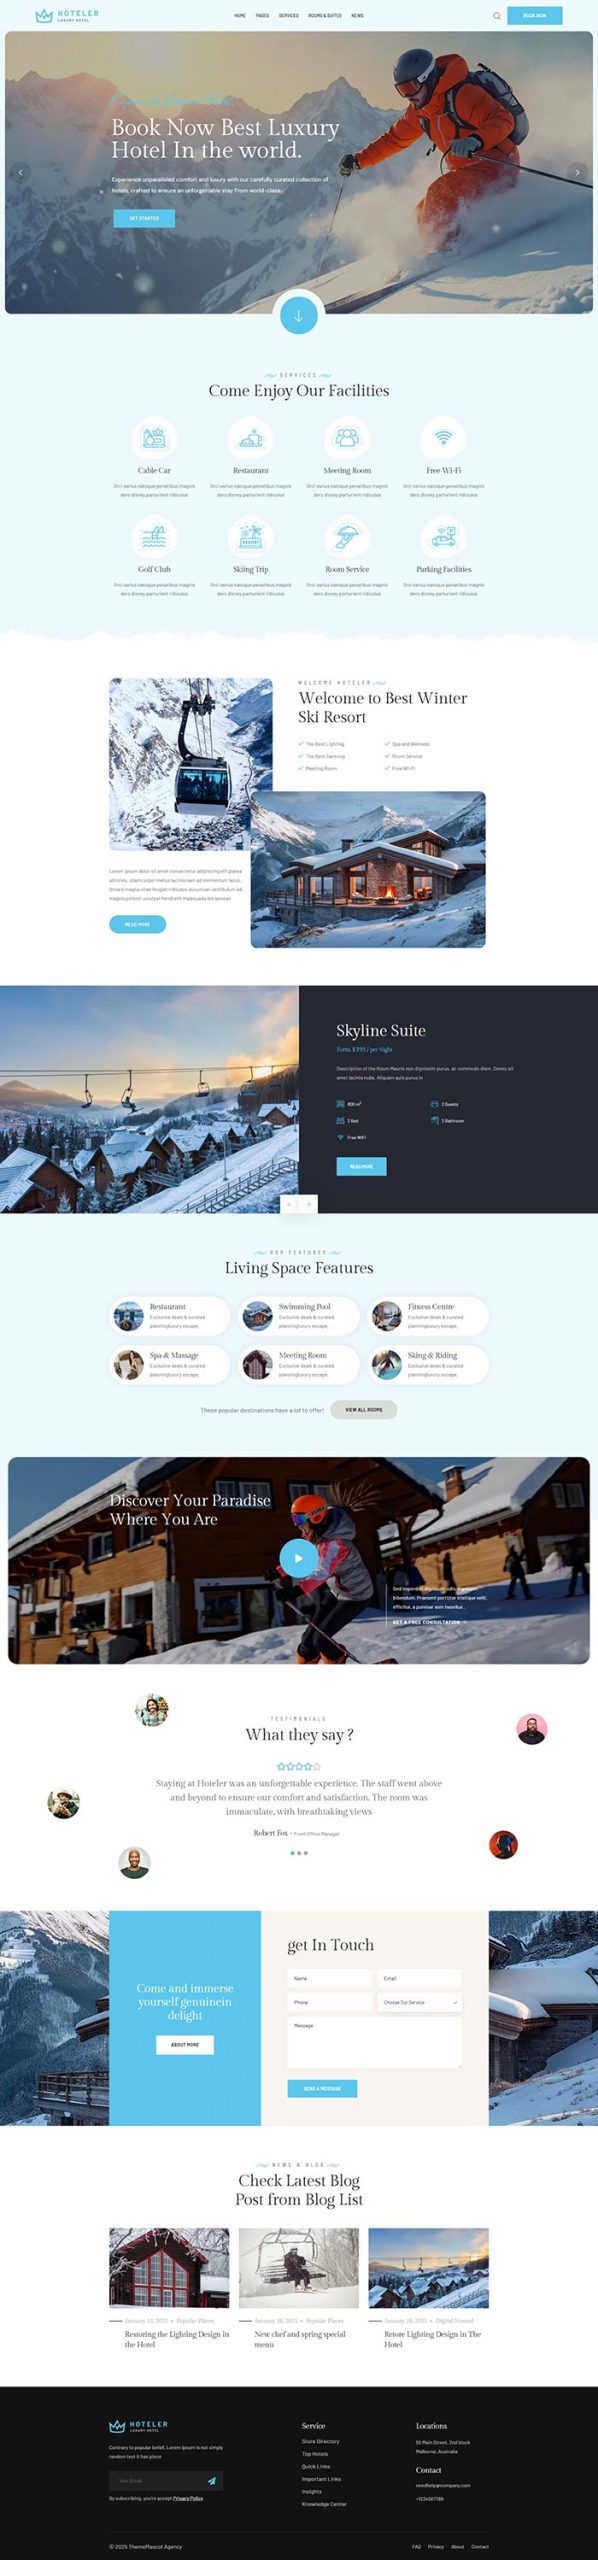 HOTELER
LUXURY HOTEL
HOME PAGES SERVICES ROOMS & SUITES NEWS
BOOK NOW
Book Now Best Luxury
Hotel In the world.
Experience unparalleled comfort and luxury with our carefully curated collection of
hotels, crafted to ensure an unforgettable stay From world-class.
GET STARTED
SERVICES
Come Enjoy Our Facilities
Cable Car
Orci varius natoque penatibus magnis
ders disney parturient ridiculus
Restaurant
Orci varius natoque penatibus magnis
ders disney parturient ridiculus
Meeting Room
Orci varius natoque penatibus magnis
ders disney parturient ridiculus
Free Wi-Fi
Orci varius natoque penatibus magnis
ders disney parturient ridiculus
Golf Club
Orci varius natoque penatibus magnis
ders disney parturient ridiculus
RESORT
Skiing Trip
Orci varius natoque penatibus magnis
ders disney parturient ridiculus
Room Service
Orci varius natoque penatibus magnis
ders disney parturient ridiculus
P
Parking Facilities
Orci varius natoque penatibus magnis
ders disney parturient ridiculus
WELCOME HOTELER
Welcome to Best Winter
Ski Resort
The Best Lighting
Spa and Wellness
The Best Swiming
Room Service
Meeting Room
Free Wi-Fi
Lorem ipsum dolor sit amet consectetur adipiscing elit platea
ultricies, ullamcorper metus lacinia nam ad elementum lacus.
Ornare magna vitae feugiat ridiculus accumsan vestibulum ad
magnis potenti volutpat hendrerit malesuada leo aenean
READ MORE
Skyline Suite
Form $399 / per Night
Description of the Room Mauris non dignissim purus, ac commodo diam. Donec sit
amet lacinia nulla. Aliquam quis purus in
800 m²
2 Guests
2 Bed
2 Bathroom
Free WiFi
READ MORE
OUR FEATURES
Living Space Features
Restaurant
Exclusive deals & curated
planningluxury escape.
Swimming Pool
Exclusive deals & curated
planningluxury escape.
Fitness Centre
Exclusive deals & curated
planningluxury escape.
Spa & Massage
Exclusive deals & curated
planningluxury escape.
Meeting Room
Exclusive deals & curated
planningluxury escape.
Sking & Riding
Exclusive deals & curated
planningluxury escape.
These popular destinations have a lot to offer!
VIEW ALL ROOMS
Discover Your Paradise
Where You Are
Sed imperdiet dignissim odio dignissim
bibendum. Praesent porttitor tristique velit,
efficitur, a pulvinar sem hasellus .
GET A FREE CONSULTATION
TESTIMONIALS
What they say ?
Staying at Hoteler was an unforgettable experience. The staff went above
and beyond to ensure our comfort and satisfaction. The room was
immaculate, with breathtaking views
Robert Fox - Front Office Manager
Come and immerse
yourself genuinein
delight
ABOUT MORE
get In Touch
Name
Email
Phone
Choose Our Service
Message
SEND A MESSAGE
NEWS & BLOG
Check Latest Blog
Post from Blog List
January 12, 2025 • Popular Places
Restoring the Lighting Design in
the Hotel
January 26, 2025 • Popular Places
New chef and spring special
menu
January 26, 2025 • Digital Nomad
Retore Lighting Design in The
Hotel
HOTELER
LUXURY HOTEL
Contrary to popular belief, Lorem Ipsum is not simply
random text It has piece
Your Email
By subscribing, you're accept Privacy Policy
Service
Store Directory
Top Hotels
Quick Links
Important Links
Insights
Knowledge Center
Locations
55 Main Street, 2nd block
Malborne, Australia
Contact
needhelp@company.com
+1234567789
© 2025 ThemeMascot Agency
FAQ Privacy About Contact